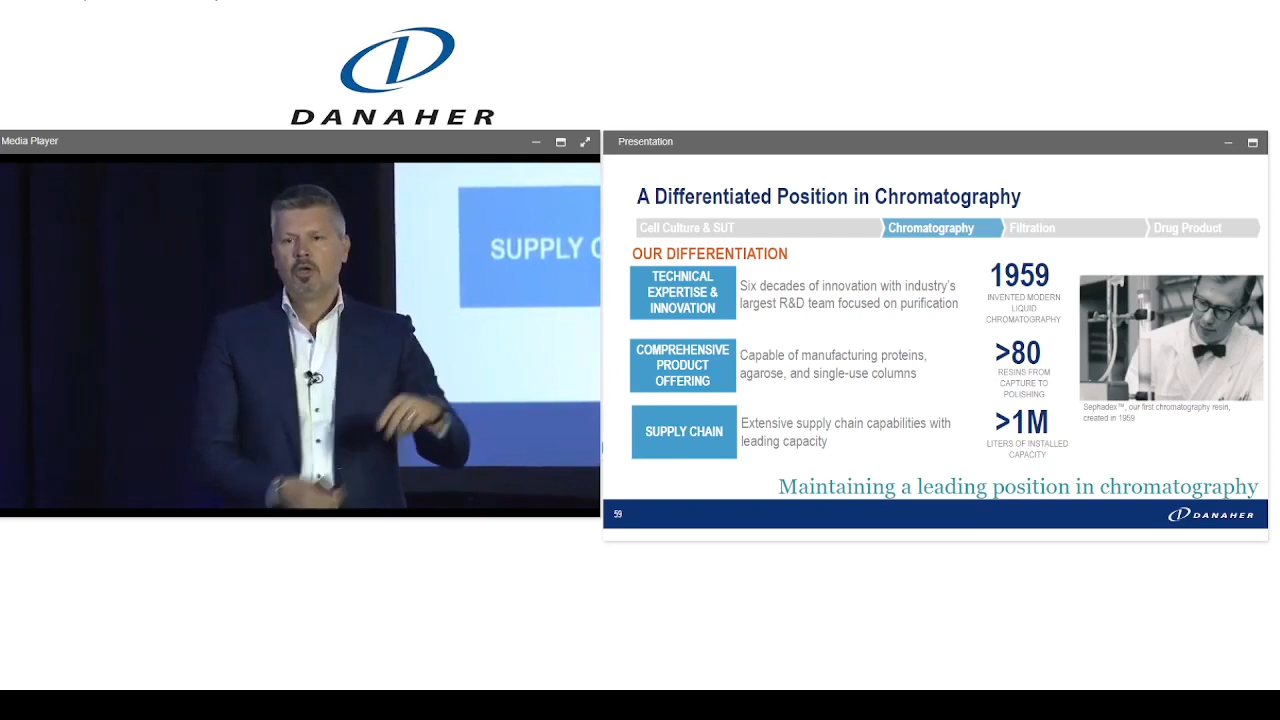 DANAHER
Media Player
SUPPLY C
Presentation
A Differentiated Position in Chromatography
Cell Culture & SUT
Chromatography
Filtration
Drug Product
OUR DIFFERENTIATION
TECHNICAL
EXPERTISE &
INNOVATION
Six decades of innovation with industry's
largest R&D team focused on purification
1959
INVENTED MODERN
LIQUID
CHROMATOGRAPHY
COMPREHENSIVE
PRODUCT
OFFERING
Capable of manufacturing proteins,
agarose, and single-use columns
>80
RESINS FROM
CAPTURE TO
POLISHING
Sephadex™, our first chromatography resin,
created in 1959
SUPPLY CHAIN
Extensive supply chain capabilities with
leading capacity
>1M
LITERS OF INSTALLED
CAPACITY
Maintaining a leading position in chromatography
59
DANAHER